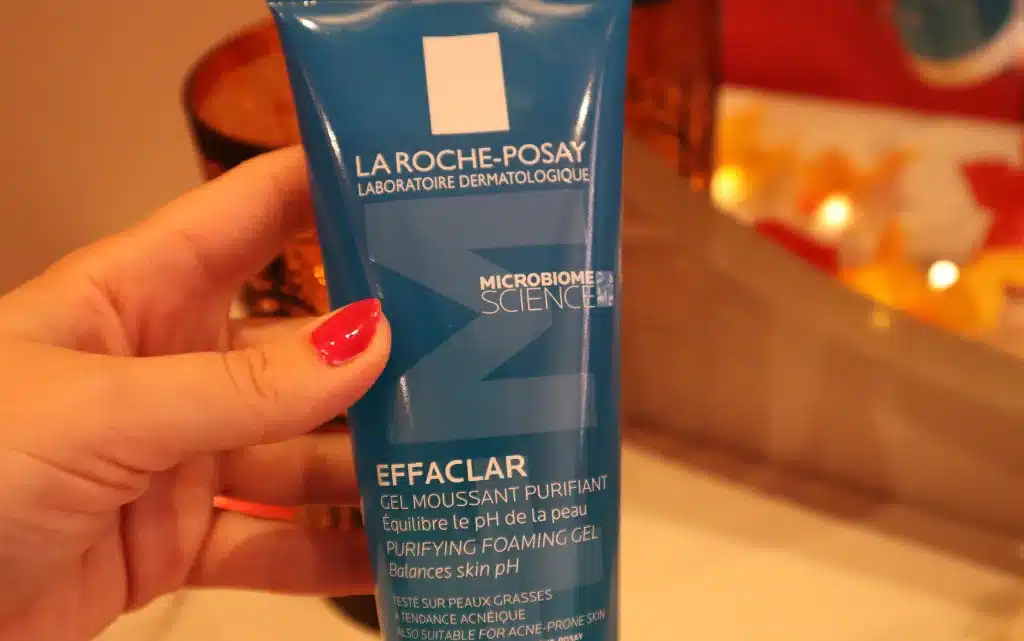 LA ROCHE-POSAY
LABORATOIRE DERMATOLOGIQUE
MICROBIOME
SCIENCE
EFFACLAR
GEL MOUSSANT PURIFIANT
Équilibre le pH de la peau
PURIFYING FOAMING GEL
Balances skin pH
TESTÉ SUR PEAUX GRASSES
À TENDANCE ACNÉIQUE
ALSO SUITABLE FOR ACNE-PRONE SKIN
POSAY